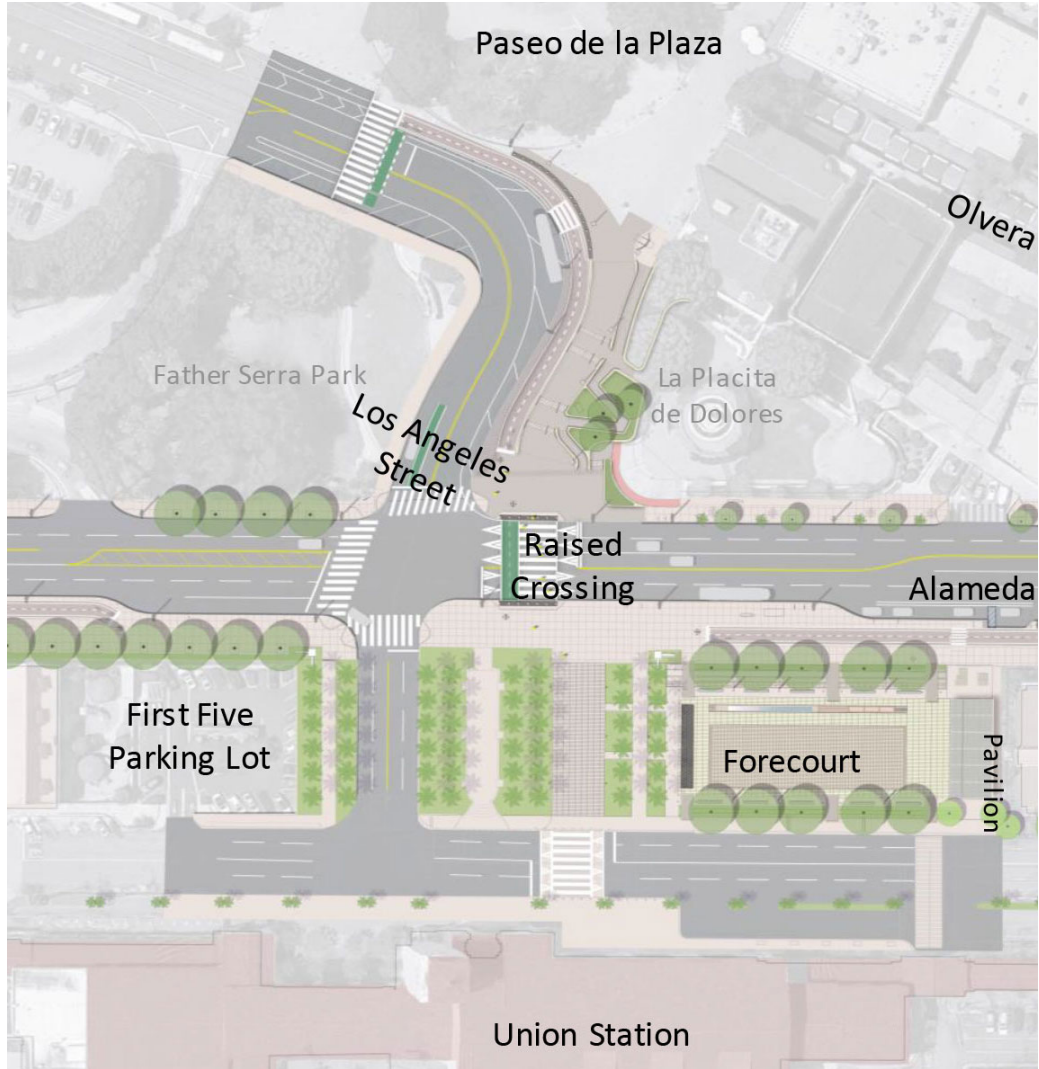 Paseo de la Plaza
Olvera
Father Serra Park
La Placita
de Dolores
Los Angeles
Street
Raised
Crossing
Alameda
First Five
Parking Lot
Forecourt
Pavilion
Union Station